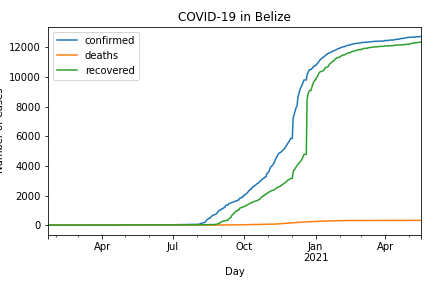 COVID-19 in Belize
confirmed
deaths
recovered
12000
10000
8000
6000
4000
2000
0
Apr
Jul
Oct
Jan
2021
Apr
Day